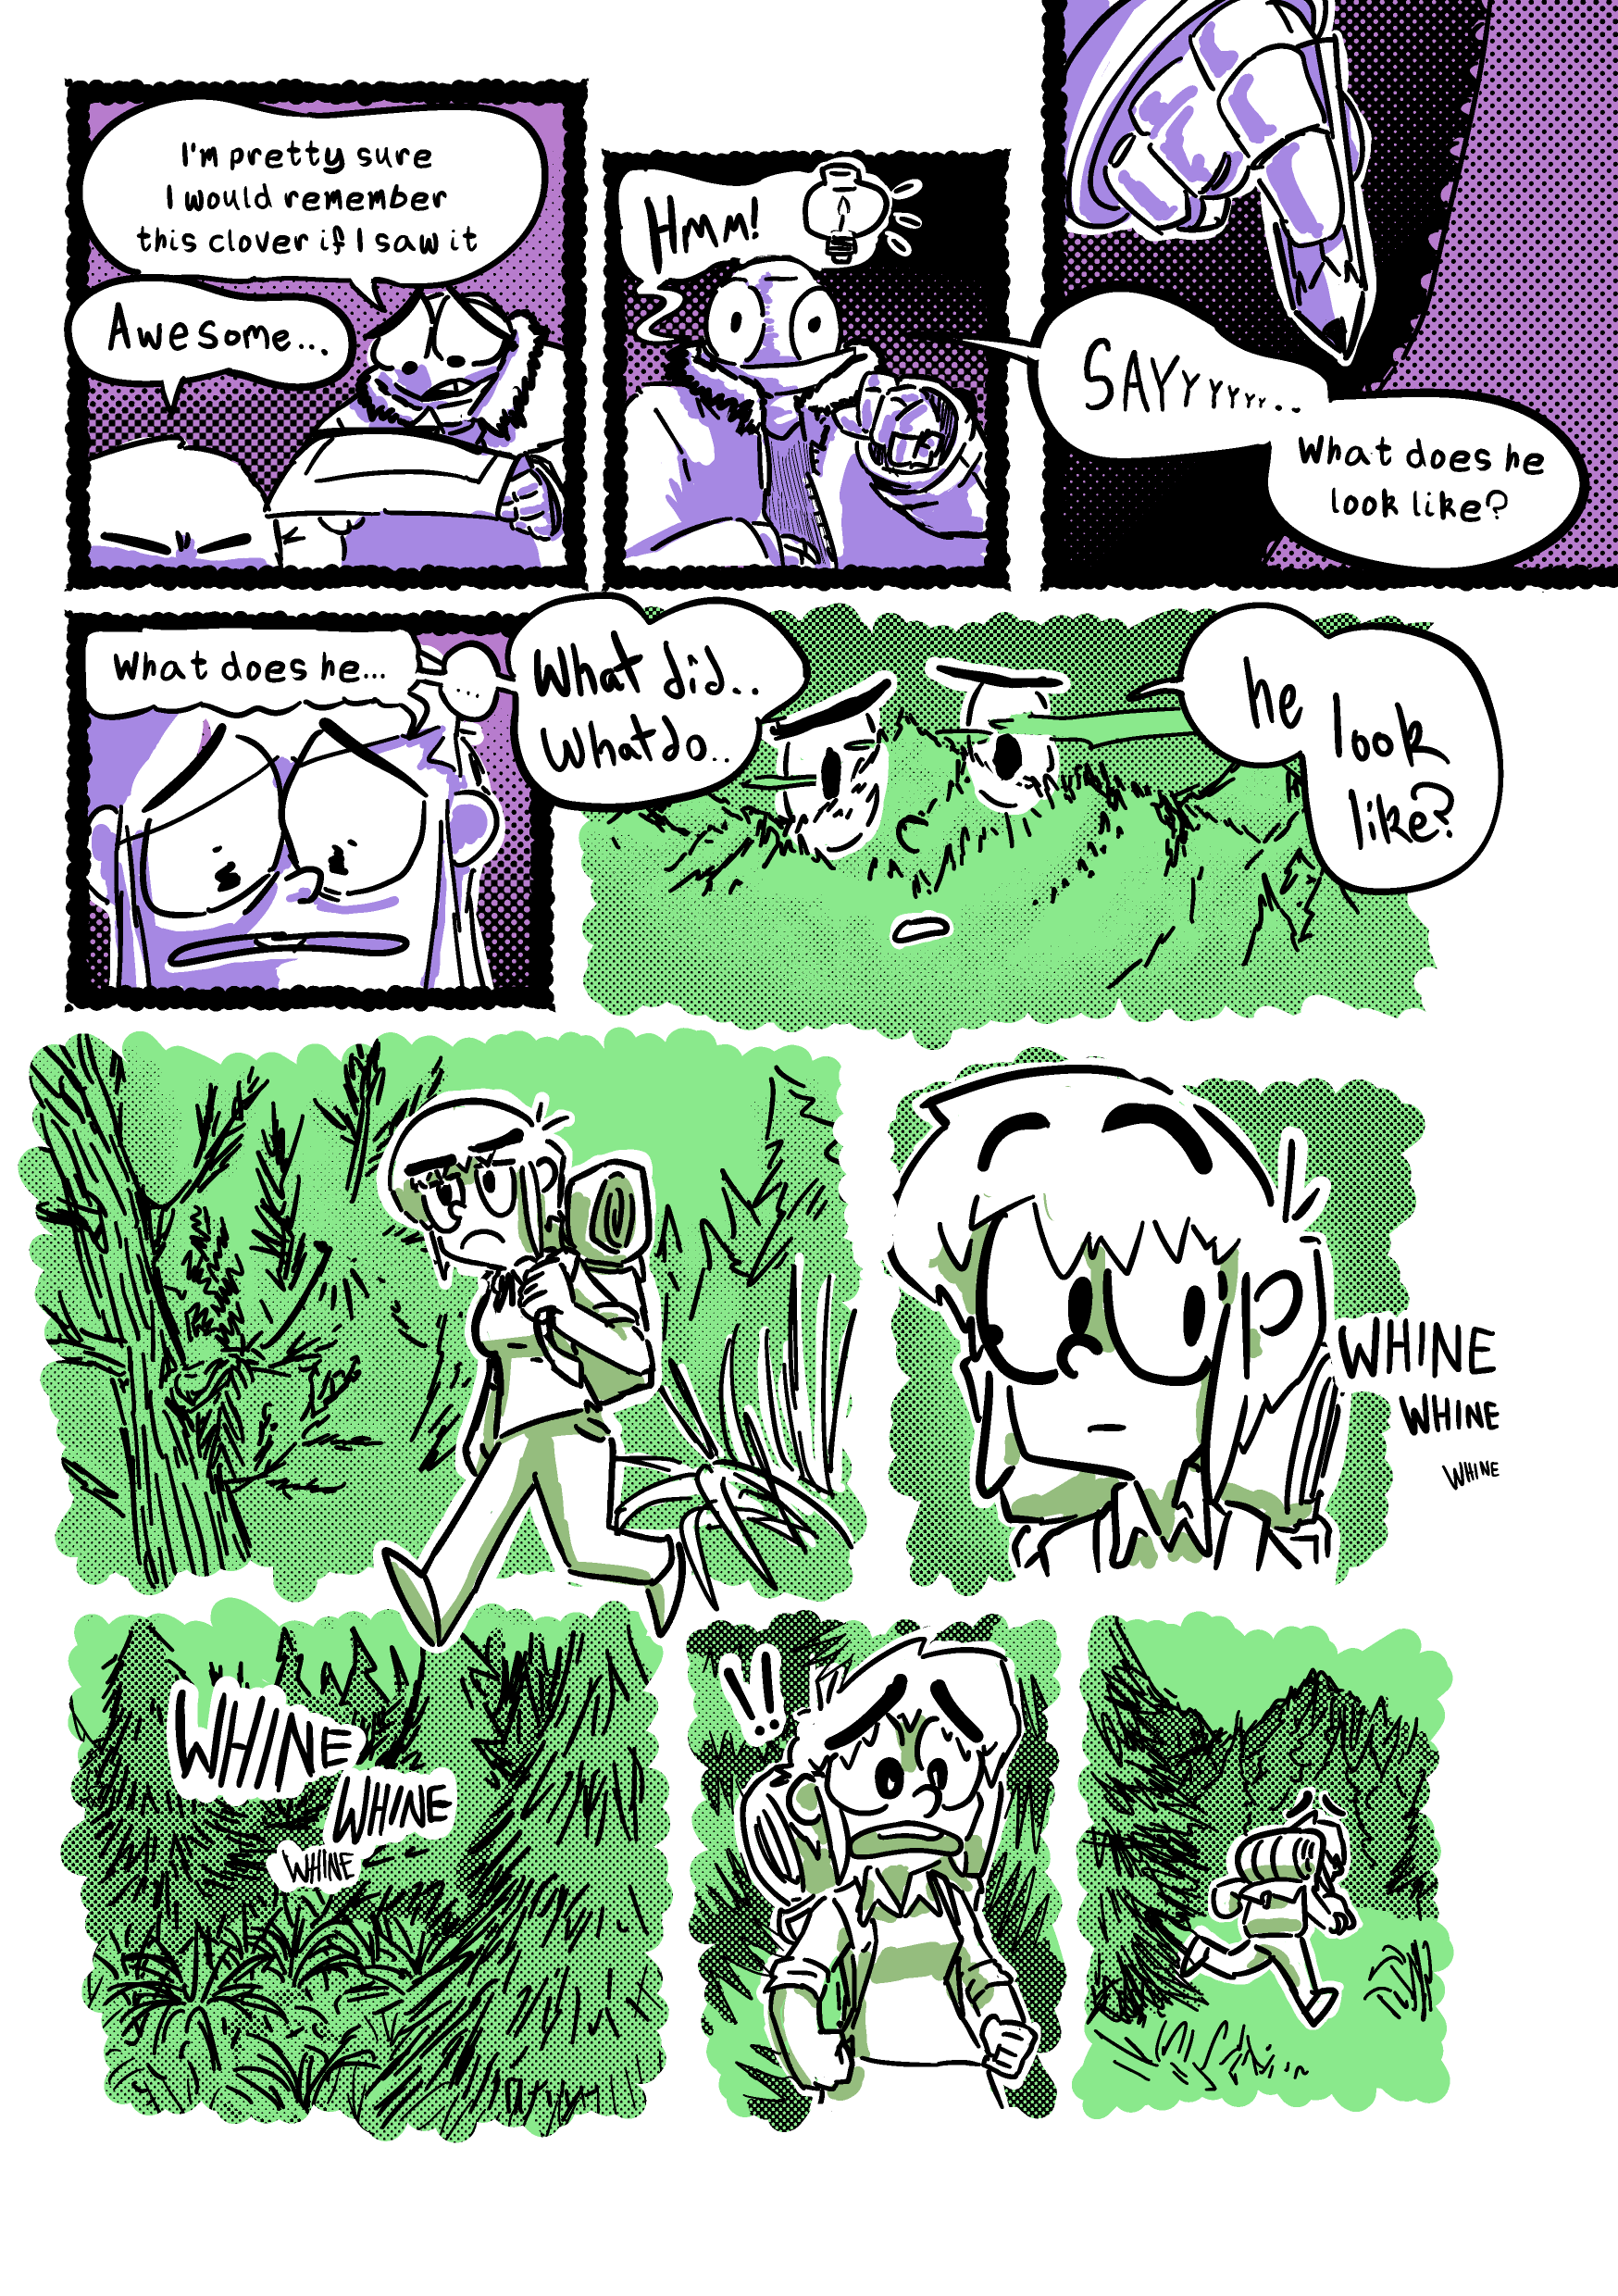 I'm pretty sure
I would remember
this clover if I saw it
Awesome...
Hmm!
SAYYYYYY...
What does he
look like?
What does he...
...
What did..
What do..
he
look
like?
WHINE
WHINE
WHINE
WHINE
WHINE
WHINE
!!